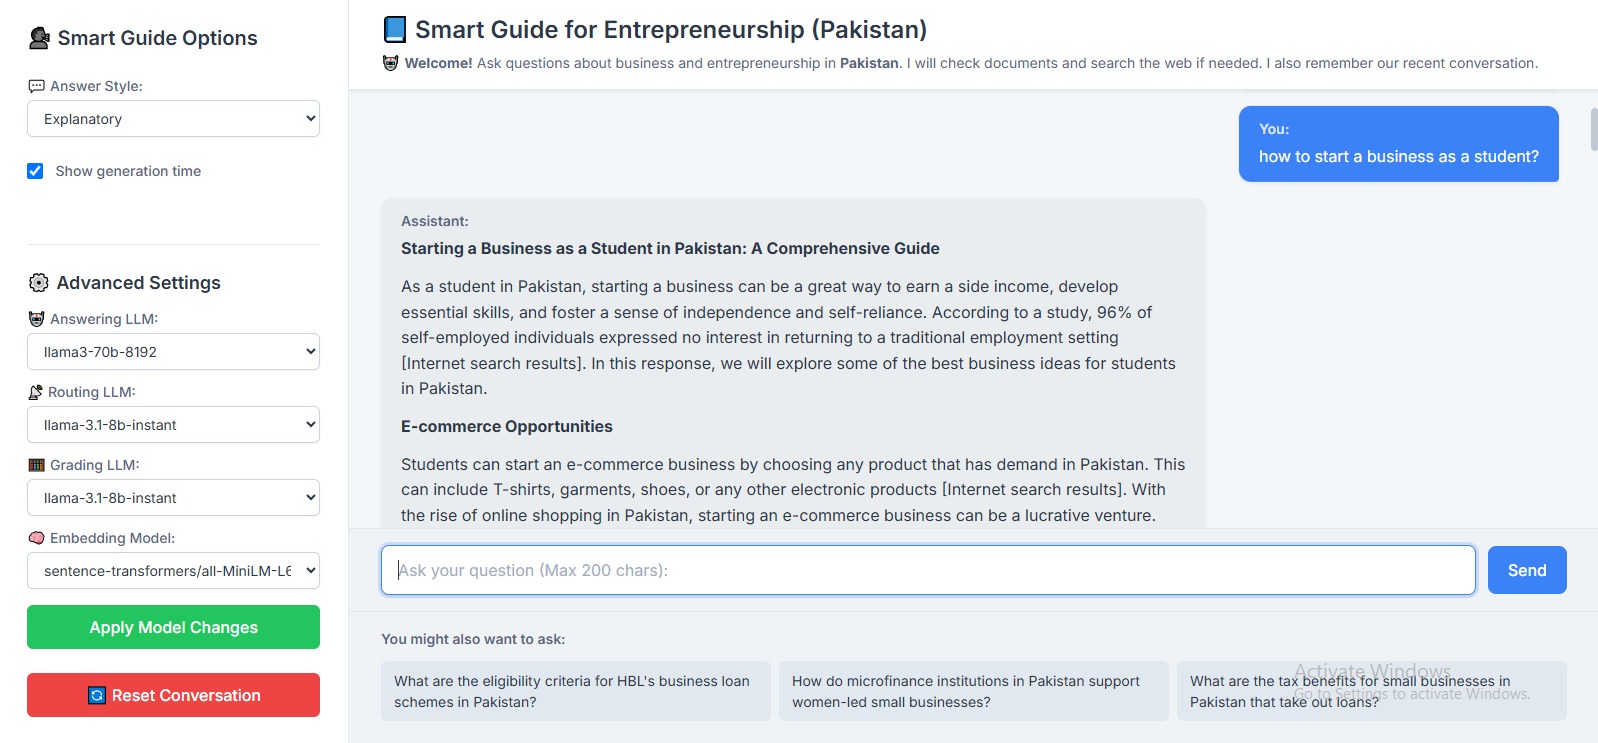 Smart Guide Options
Answer Style:
Explanatory
Show generation time
Advanced Settings
Answering LLM:
llama3-70b-8192
Routing LLM:
llama-3.1-8b-instant
Grading LLM:
llama-3.1-8b-instant
Embedding Model:
sentence-transformers/all-MiniLM-L6
Apply Model Changes
Reset Conversation
Smart Guide for Entrepreneurship (Pakistan)
Welcome! Ask questions about business and entrepreneurship in Pakistan. I will check documents and search the web if needed. I also remember our recent conversation.
You:
how to start a business as a student?
Assistant:
Starting a Business as a Student in Pakistan: A Comprehensive Guide
As a student in Pakistan, starting a business can be a great way to earn a side income, develop
essential skills, and foster a sense of independence and self-reliance. According to a study, 96% of
self-employed individuals expressed no interest in returning to a traditional employment setting
[Internet search results]. In this response, we will explore some of the best business ideas for students
in Pakistan.
E-commerce Opportunities
Students can start an e-commerce business by choosing any product that has demand in Pakistan. This
can include T-shirts, garments, shoes, or any other electronic products [Internet search results]. With
the rise of online shopping in Pakistan, starting an e-commerce business can be a lucrative venture.
Ask your question (Max 200 chars):
Send
You might also want to ask:
What are the eligibility criteria for HBL's business loan
schemes in Pakistan?
How do microfinance institutions in Pakistan support
women-led small businesses?
What are the tax benefits for small businesses in
Pakistan that take out loans?
Activate Windows
Go to Settings to activate Windows.